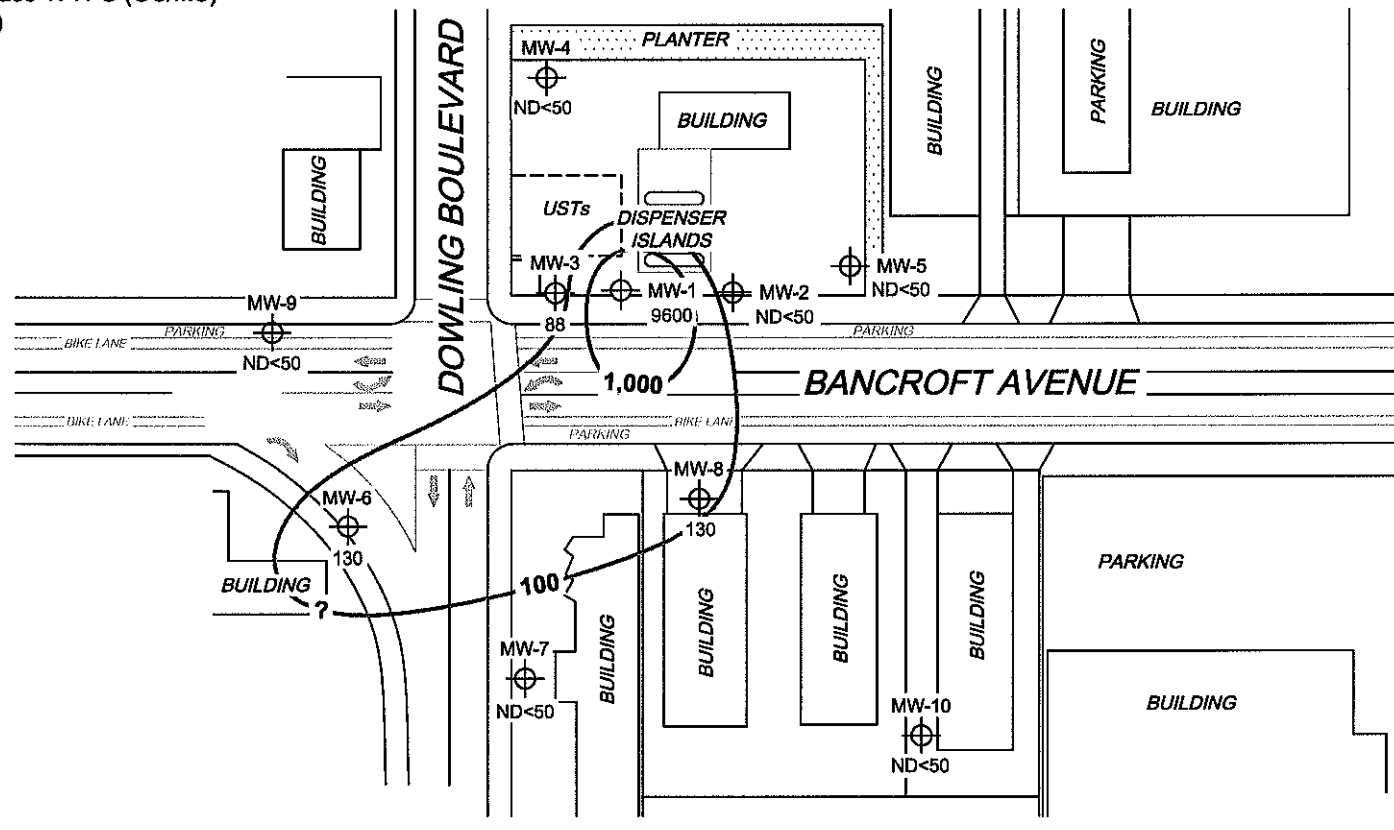 DOWLING BOULEVARD
MW-4
ND<50
PLANTER
BUILDING
BUILDING
PARKING
BUILDING
BUILDING
USTs
DISPENSER
ISLANDS
MW-3
88
MW-1
9600
MW-2
ND<50
MW-5
ND<50
MW-9
ND<50
PARKING
BIKE LANE
PARKING
1,000
BANCROFT AVENUE
BIKE LANE
BIKE LANE
PARKING
MW-6
130
BUILDING
?
100
MW-8
130
MW-7
ND<50
BUILDING
BUILDING
BUILDING
BUILDING
MW-10
ND<50
PARKING
BUILDING